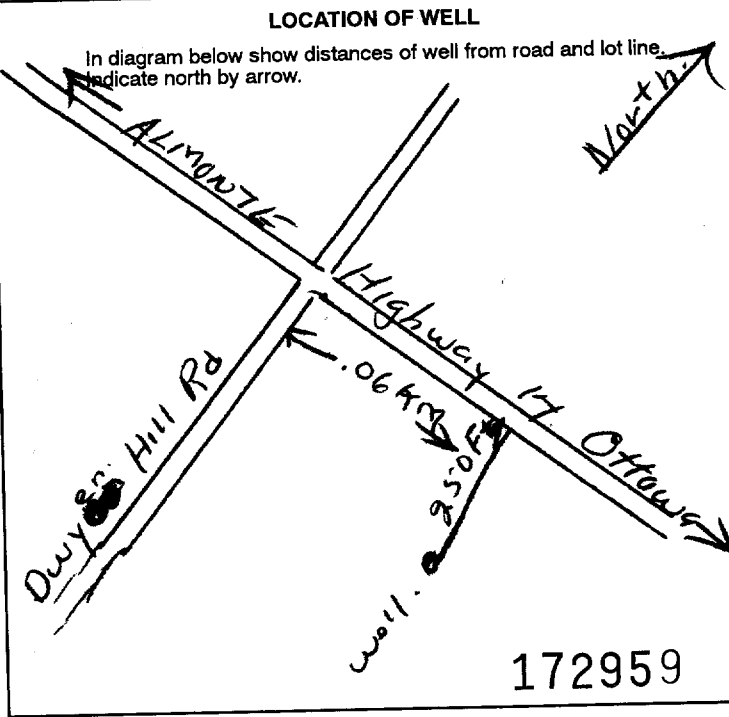 LOCATION OF WELL
In diagram below show distances of well from road and lot line.
Indicate north by arrow.
North.
ALMONTE
Highway 17 Ottawa
.06 km
Dwyer Hill Rd
250 Ft
well.
172959